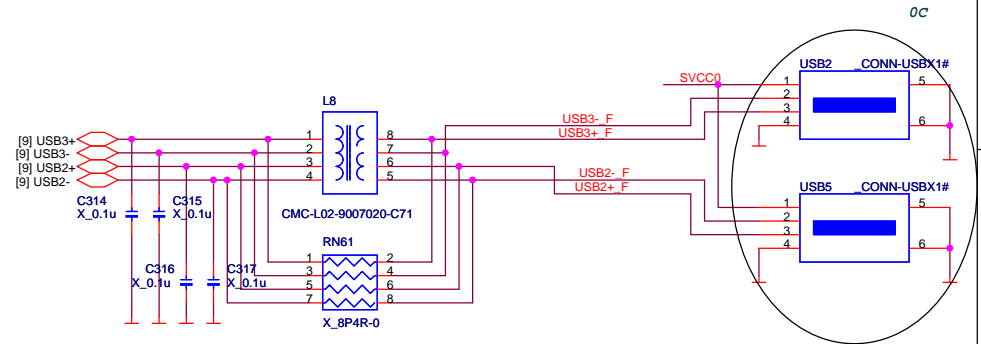 0C
USB2 _CONN-USBX1#
SVCC0
1
2
3
4
5
6
L8
[9] USB3+
[9] USB3-
[9] USB2+
[9] USB2-
1
2
3
4
8
7
6
5
USB3-_F
USB3+_F
USB2-_F
USB2+_F
CMC-L02-9007020-C71
C314
X_0.1u
C315
X_0.1u
C316
X_0.1u
C317
X_0.1u
RN61
1
3
5
7
2
4
6
8
X_8P4R-0
USB5 _CONN-USBX1#
1
2
3
4
5
6